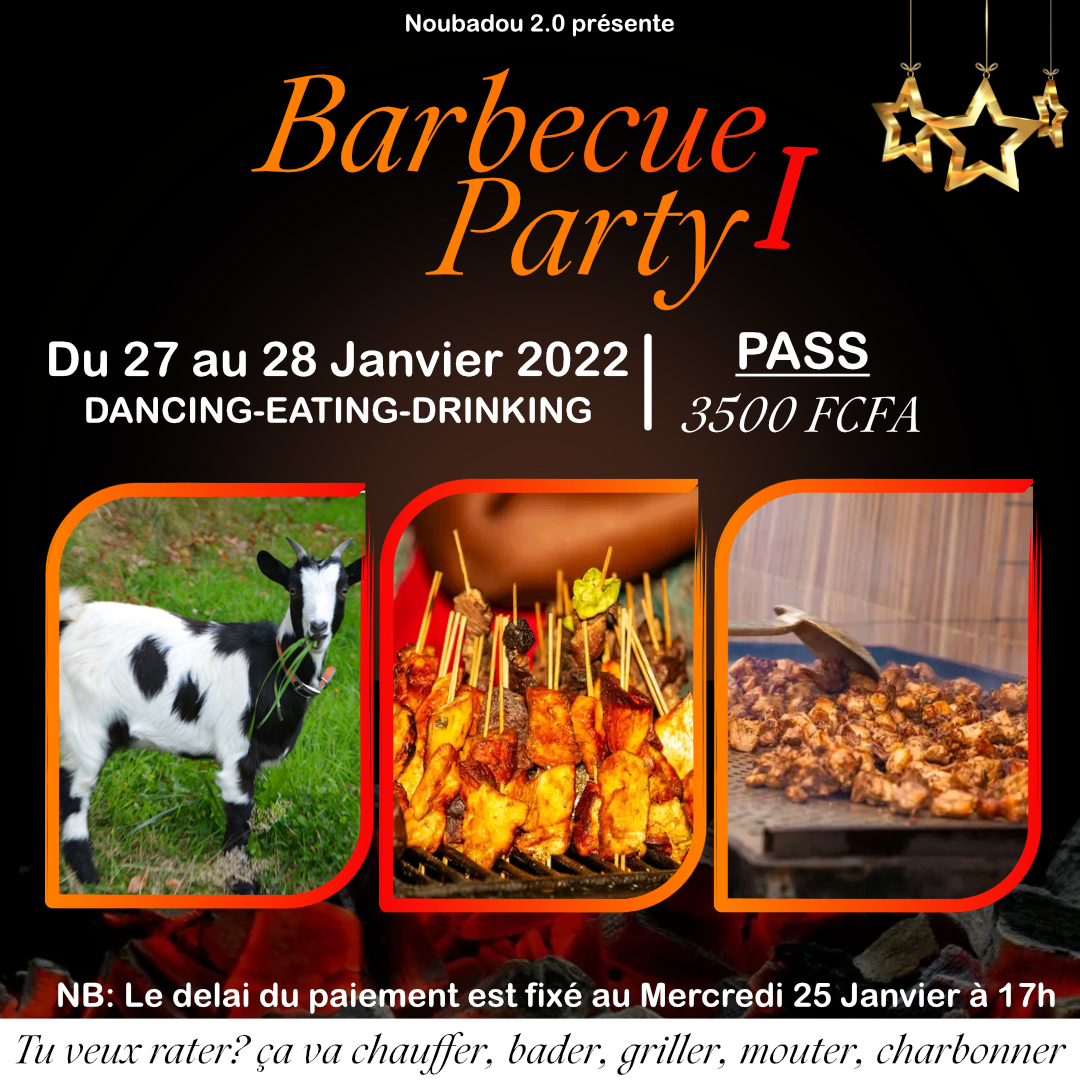 Noubadou 2.0 présente
Barbecue
Party I
Du 27 au 28 Janvier 2022
DANCING-EATING-DRINKING
PASS
3500 FCFA
NB: Le delai du paiement est fixé au Mercredi 25 Janvier à 17h
Tu veux rater? ça va chauffer, bader, griller, mouter, charbonner